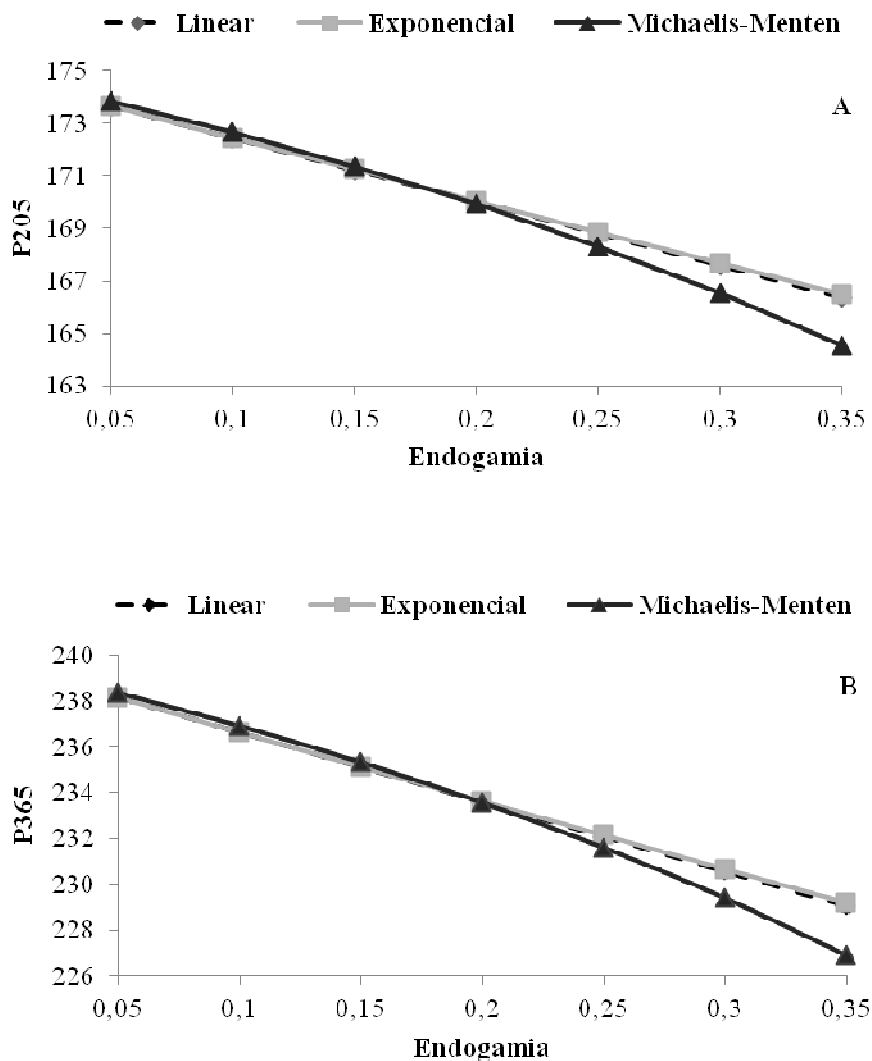 Linear Exponencial Michaelis-Menten
A
175
173
171
169
167
165
163
P205
0,05 0,1 0,15 0,2 0,25 0,3 0,35
Endogamia
Linear Exponencial Michaelis-Menten
B
240
238
236
234
232
230
228
226
P365
0,05 0,1 0,15 0,2 0,25 0,3 0,35
Endogamia